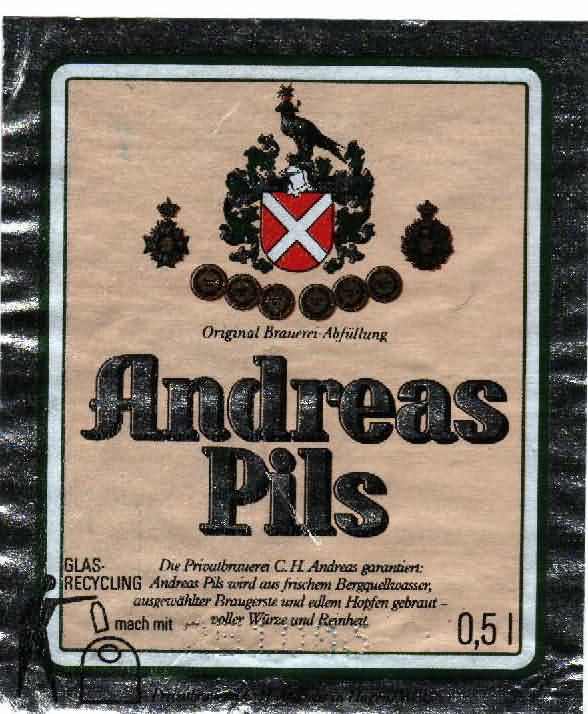 Original Brauerei-Abfüllung
Andreas
Pils
Die Privatbrauerei C. H. Andreas garantiert:
Andreas Pils wird aus frischem Bergquellwasser,
ausgewählter Braugerste und edlem Hopfen gebraut –
voller Würze und Reinheit.
GLAS-
RECYCLING
mach mit
0,5 l